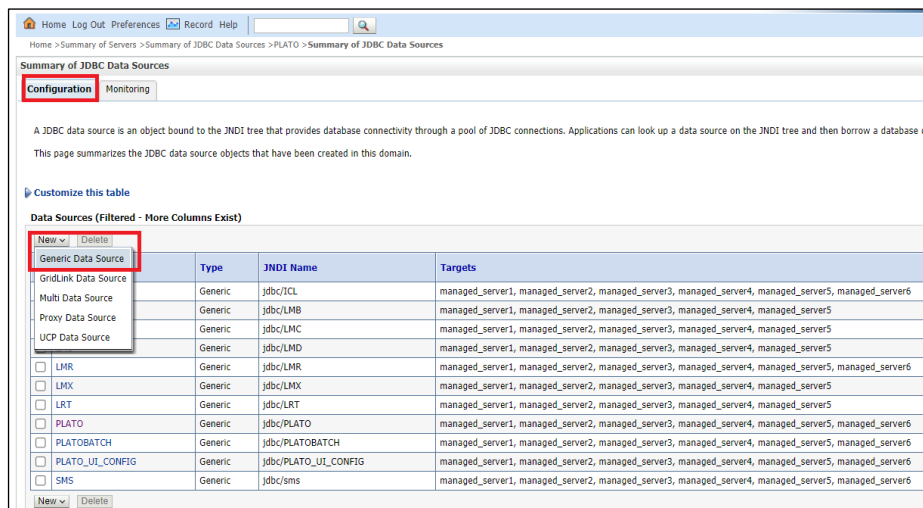 Home Log Out Preferences Record Help
Home >Summary of Servers >Summary of JDBC Data Sources >PLATO >Summary of JDBC Data Sources
Summary of JDBC Data Sources
Configuration Monitoring
A JDBC data source is an object bound to the JNDI tree that provides database connectivity through a pool of JDBC connections. Applications can look up a data source on the JNDI tree and then borrow a database
This page summarizes the JDBC data source objects that have been created in this domain.
Customize this table
Data Sources (Filtered - More Columns Exist)
New Delete
Generic Data Source
GridLink Data Source
Multi Data Source
Proxy Data Source
UCP Data Source
Type JNDI Name Targets
Generic jdbc/ICL managed_server1, managed_server2, managed_server3, managed_server4, managed_server5, managed_server6
Generic jdbc/LMB managed_server1, managed_server2, managed_server3, managed_server4, managed_server5
Generic jdbc/LMC managed_server1, managed_server2, managed_server3, managed_server4, managed_server5
Generic jdbc/LMD managed_server1, managed_server2, managed_server3, managed_server4, managed_server5
LMR Generic jdbc/LMR managed_server1, managed_server2, managed_server3, managed_server4, managed_server5, managed_server6
LMX Generic jdbc/LMX managed_server1, managed_server2, managed_server3, managed_server4, managed_server5
LRT Generic jdbc/LRT managed_server1, managed_server2, managed_server3, managed_server4, managed_server5
PLATO Generic jdbc/PLATO managed_server1, managed_server2, managed_server3, managed_server4, managed_server5, managed_server6
PLATOBATCH Generic jdbc/PLATOBATCH managed_server1, managed_server2, managed_server3, managed_server4, managed_server5, managed_server6
PLATO_UI_CONFIG Generic jdbc/PLATO_UI_CONFIG managed_server1, managed_server2, managed_server3, managed_server4, managed_server5, managed_server6
SMS Generic jdbc/sms managed_server1, managed_server2, managed_server3, managed_server4, managed_server5, managed_server6
New Delete